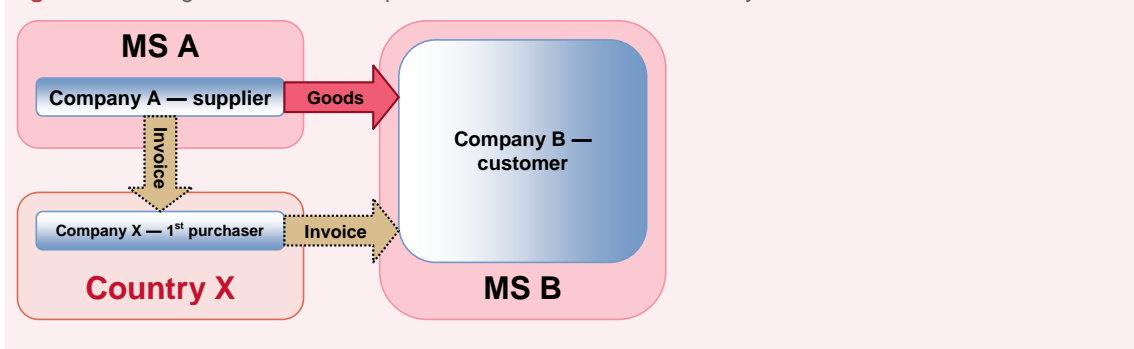 MS A
Company A — supplier
Goods
Invoice
Company B —
customer
Company X — 1st purchaser
Invoice
Country X
MS B